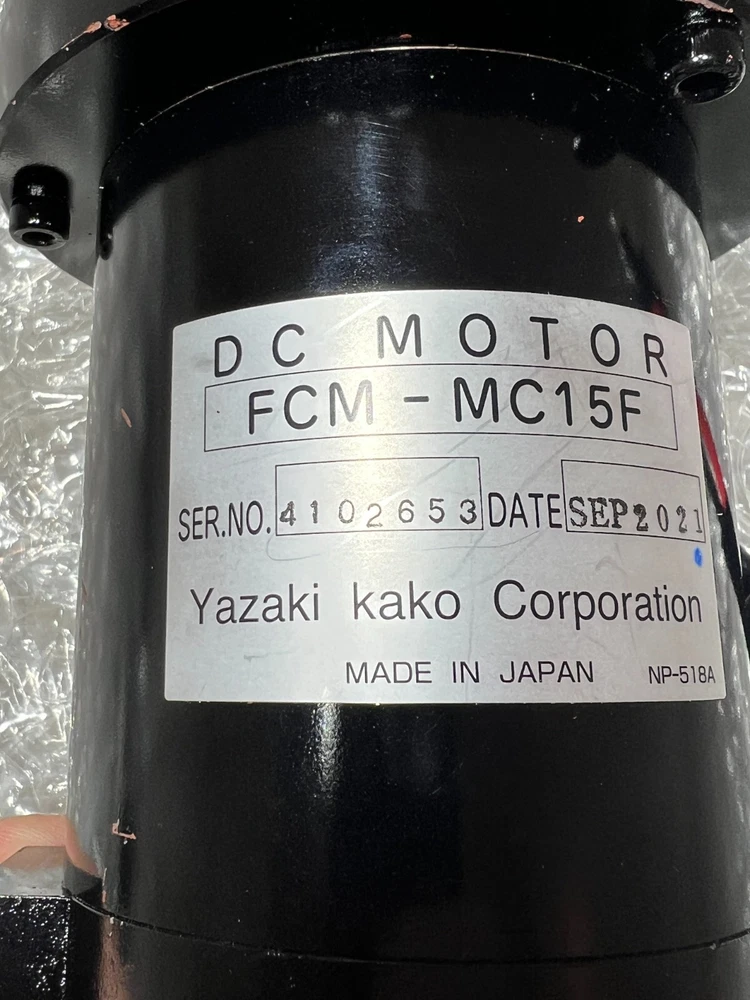 DC MOTOR
FCM-MC15F
SER.NO. 4102653 DATE SEP2021
Yazaki kako Corporation
MADE IN JAPAN NP-518A